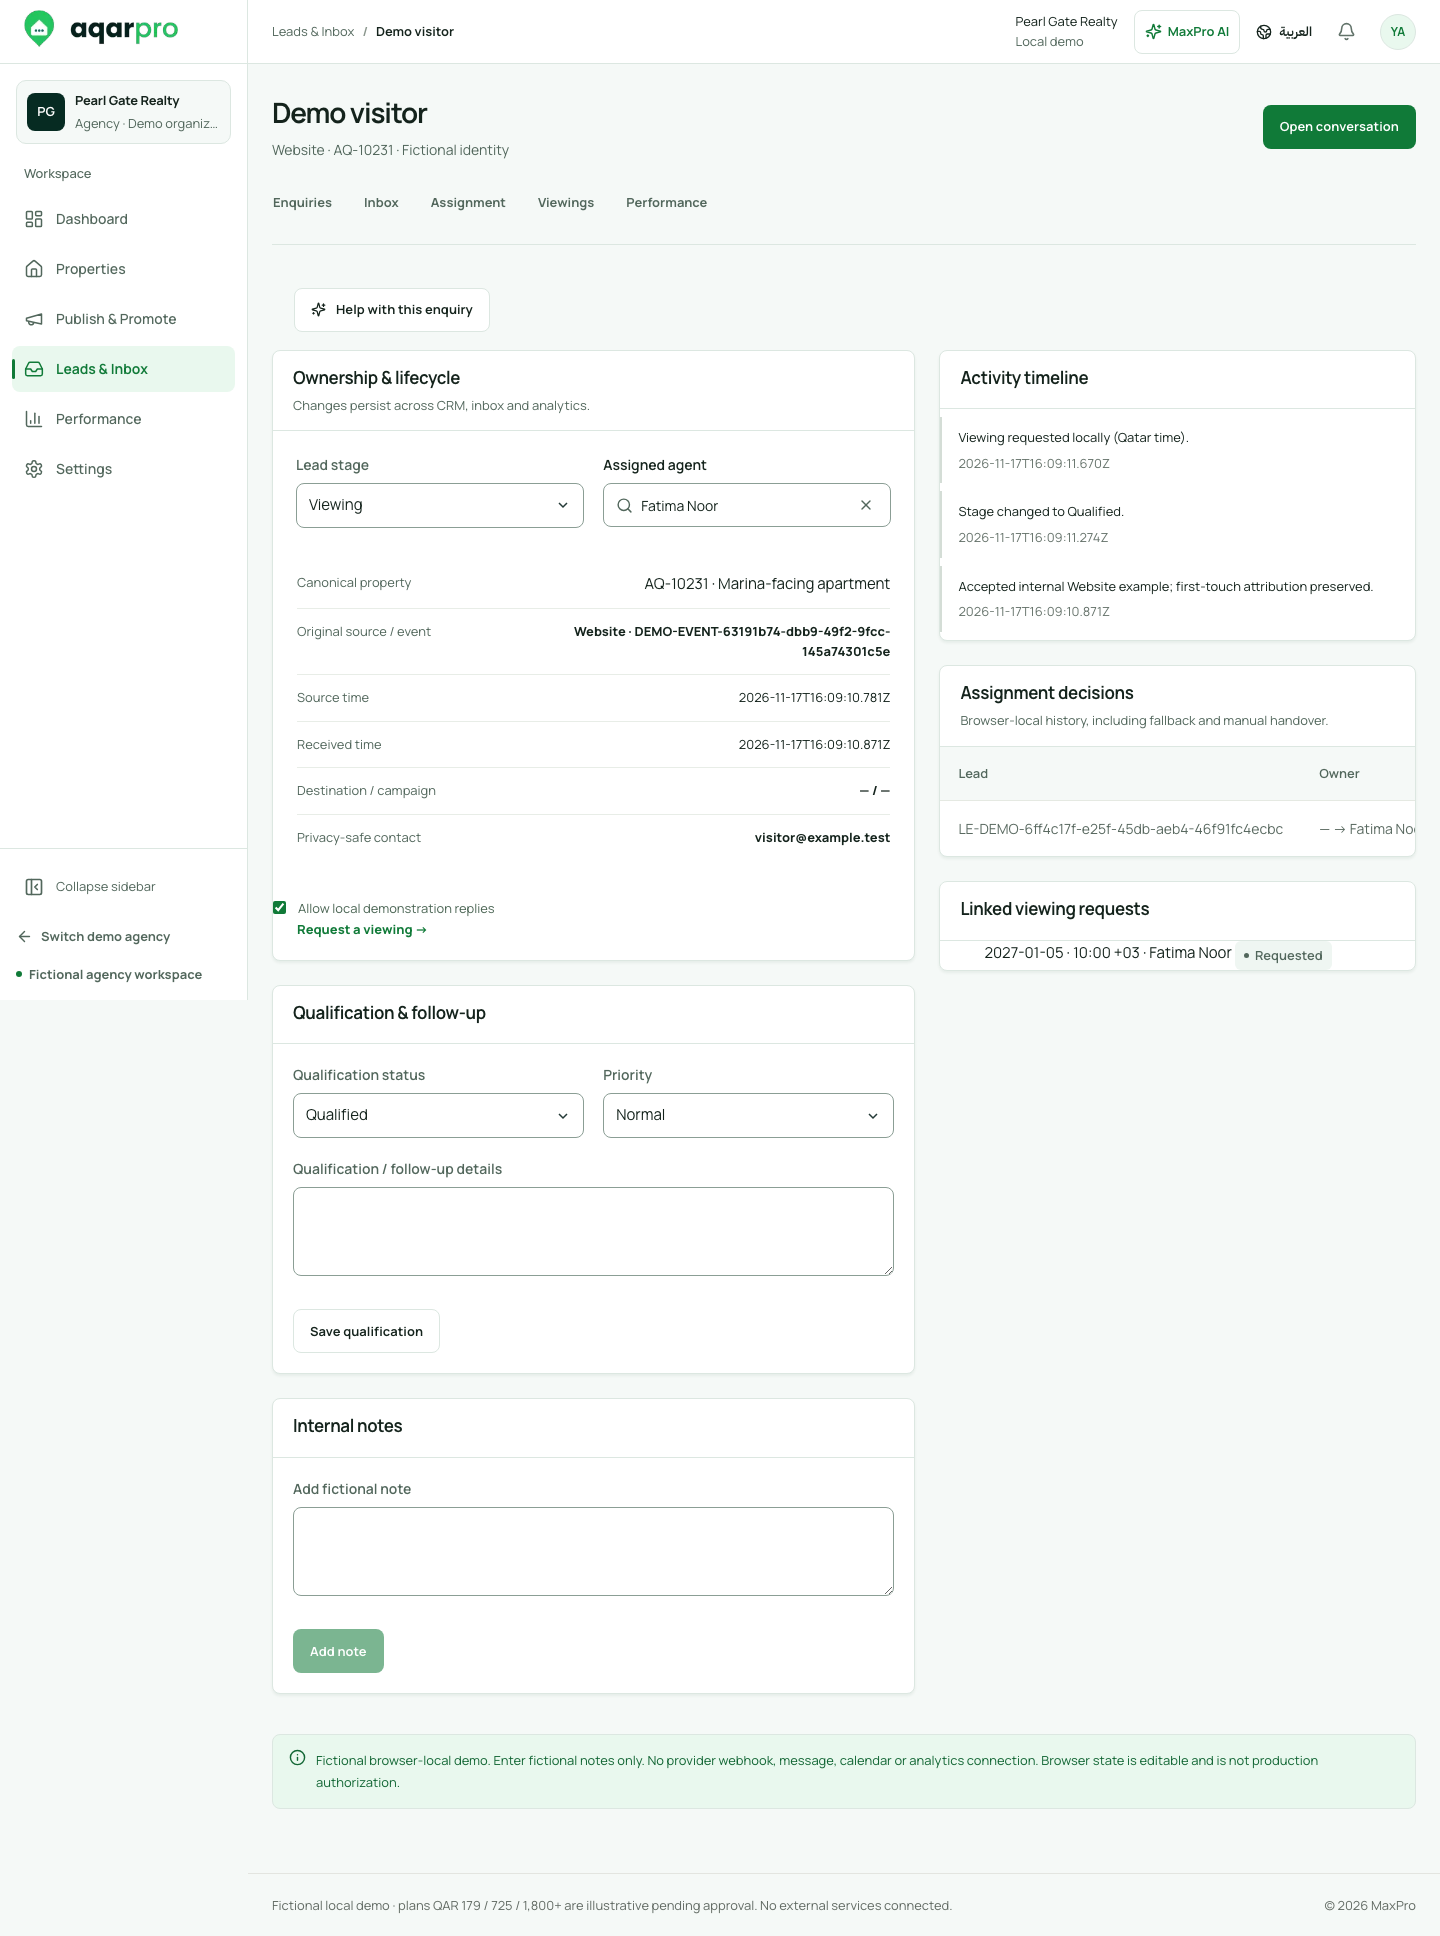 aqarpro
Leads & Inbox / Demo visitor
Pearl Gate Realty
Local demo
MaxPro AI
العربية
YA
PG
Pearl Gate Realty
Agency · Demo organiz...
Workspace
Dashboard
Properties
Publish & Promote
Leads & Inbox
Performance
Settings
Collapse sidebar
Switch demo agency
Fictional agency workspace
Demo visitor
Website · AQ-10231 · Fictional identity
Open conversation
Enquiries Inbox Assignment Viewings Performance
Help with this enquiry
Ownership & lifecycle
Changes persist across CRM, inbox and analytics.
Lead stage
Viewing
Assigned agent
Fatima Noor
Canonical property AQ-10231 · Marina-facing apartment
Original source / event Website · DEMO-EVENT-63191b74-dbb9-49f2-9fcc-
145a74301c5e
Source time 2026-11-17T16:09:10.781Z
Received time 2026-11-17T16:09:10.871Z
Destination / campaign — / —
Privacy-safe contact visitor@example.test
Allow local demonstration replies
Request a viewing →
Qualification & follow-up
Qualification status
Qualified
Priority
Normal
Qualification / follow-up details
Save qualification
Internal notes
Add fictional note
Add note
Activity timeline
Viewing requested locally (Qatar time).
2026-11-17T16:09:11.670Z
Stage changed to Qualified.
2026-11-17T16:09:11.274Z
Accepted internal Website example; first-touch attribution preserved.
2026-11-17T16:09:10.871Z
Assignment decisions
Browser-local history, including fallback and manual handover.
Lead Owner
LE-DEMO-6ff4c17f-e25f-45db-aeb4-46f91fc4ecbc — → Fatima Noo
Linked viewing requests
2027-01-05 · 10:00 +03 · Fatima Noor Requested
Fictional browser-local demo. Enter fictional notes only. No provider webhook, message, calendar or analytics connection. Browser state is editable and is not production
authorization.
Fictional local demo · plans QAR 179 / 725 / 1,800+ are illustrative pending approval. No external services connected.
© 2026 MaxPro